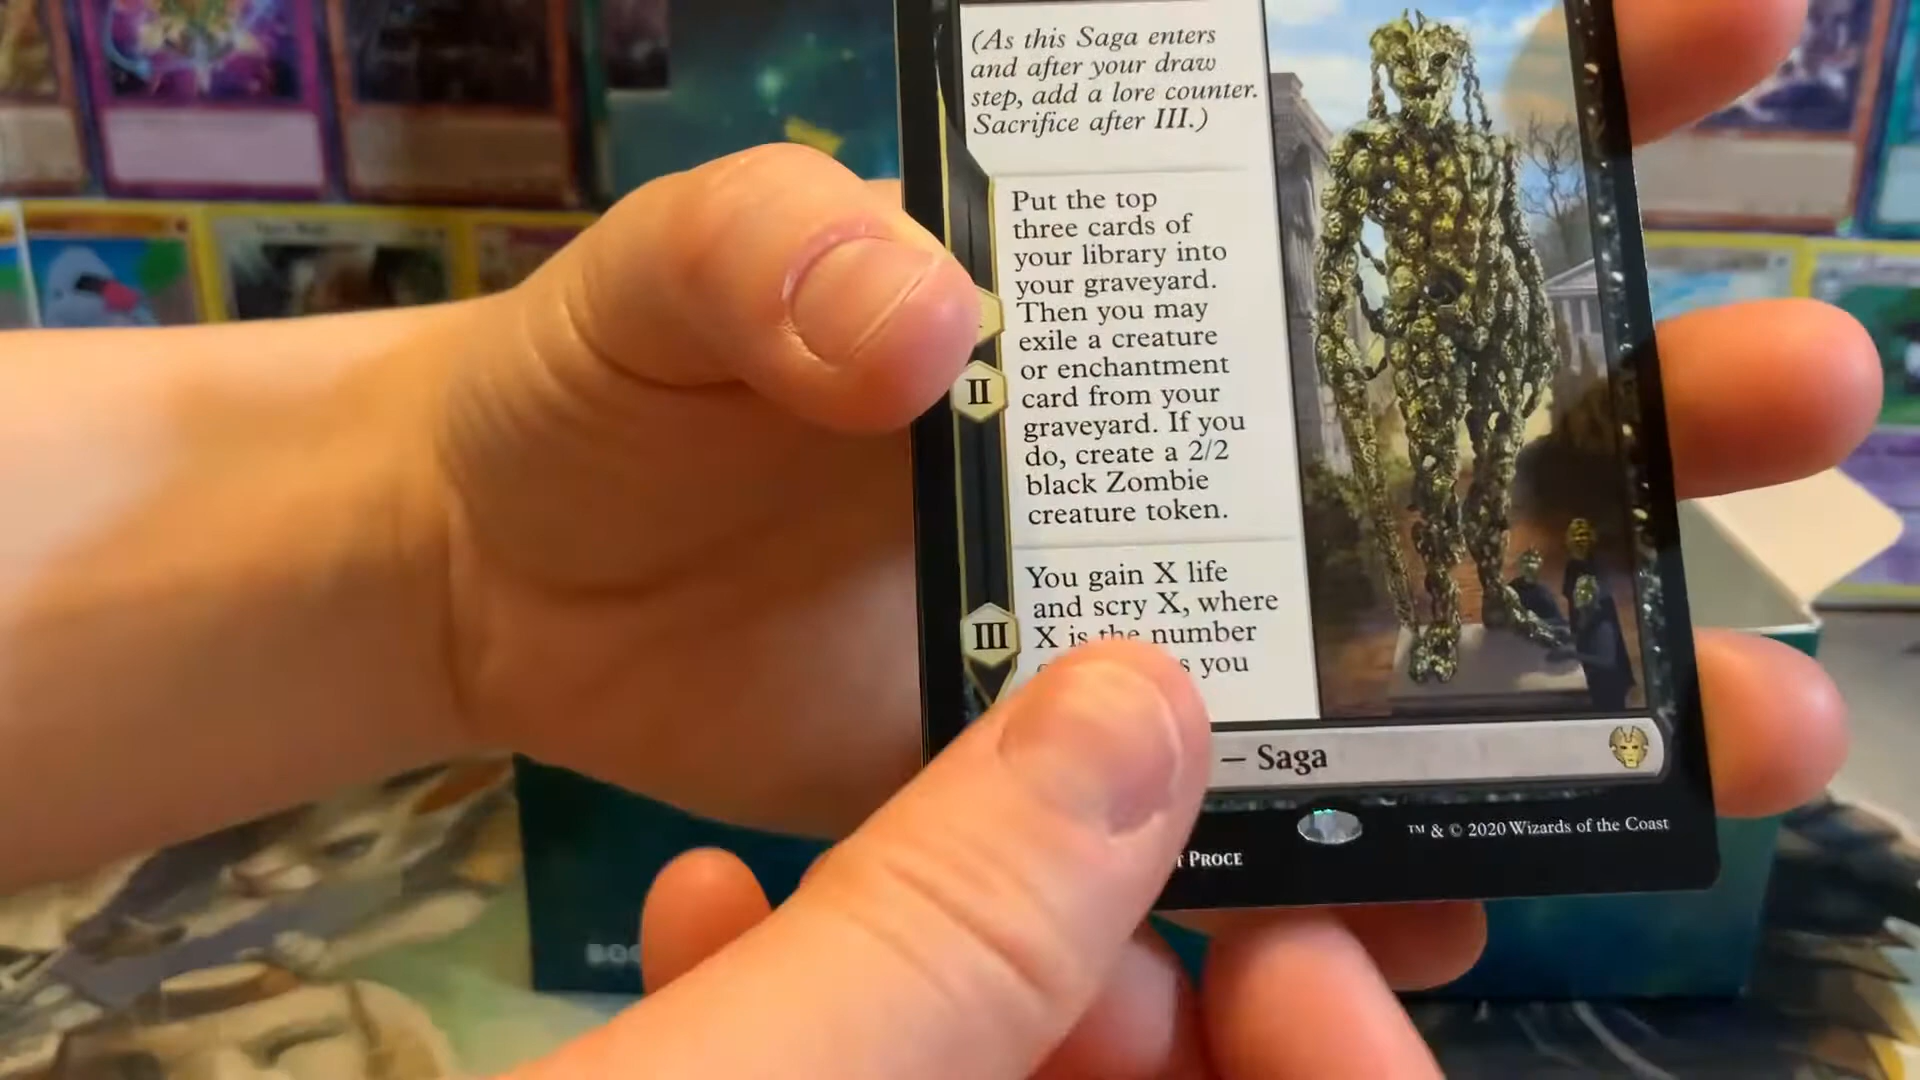 (As this Saga enters
and after your draw
step, add a lore counter.
Sacrifice after III.)
Put the top
three cards of
your library into
your graveyard.
Then you may
exile a creature
II
or enchantment
card from your
graveyard. If you
do, create a 2/2
black Zombie
creature token.
You gain X life
and scry X, where
III
X is the number
you
— Saga
™ & © 2020 Wizards of the Coast
PROCE